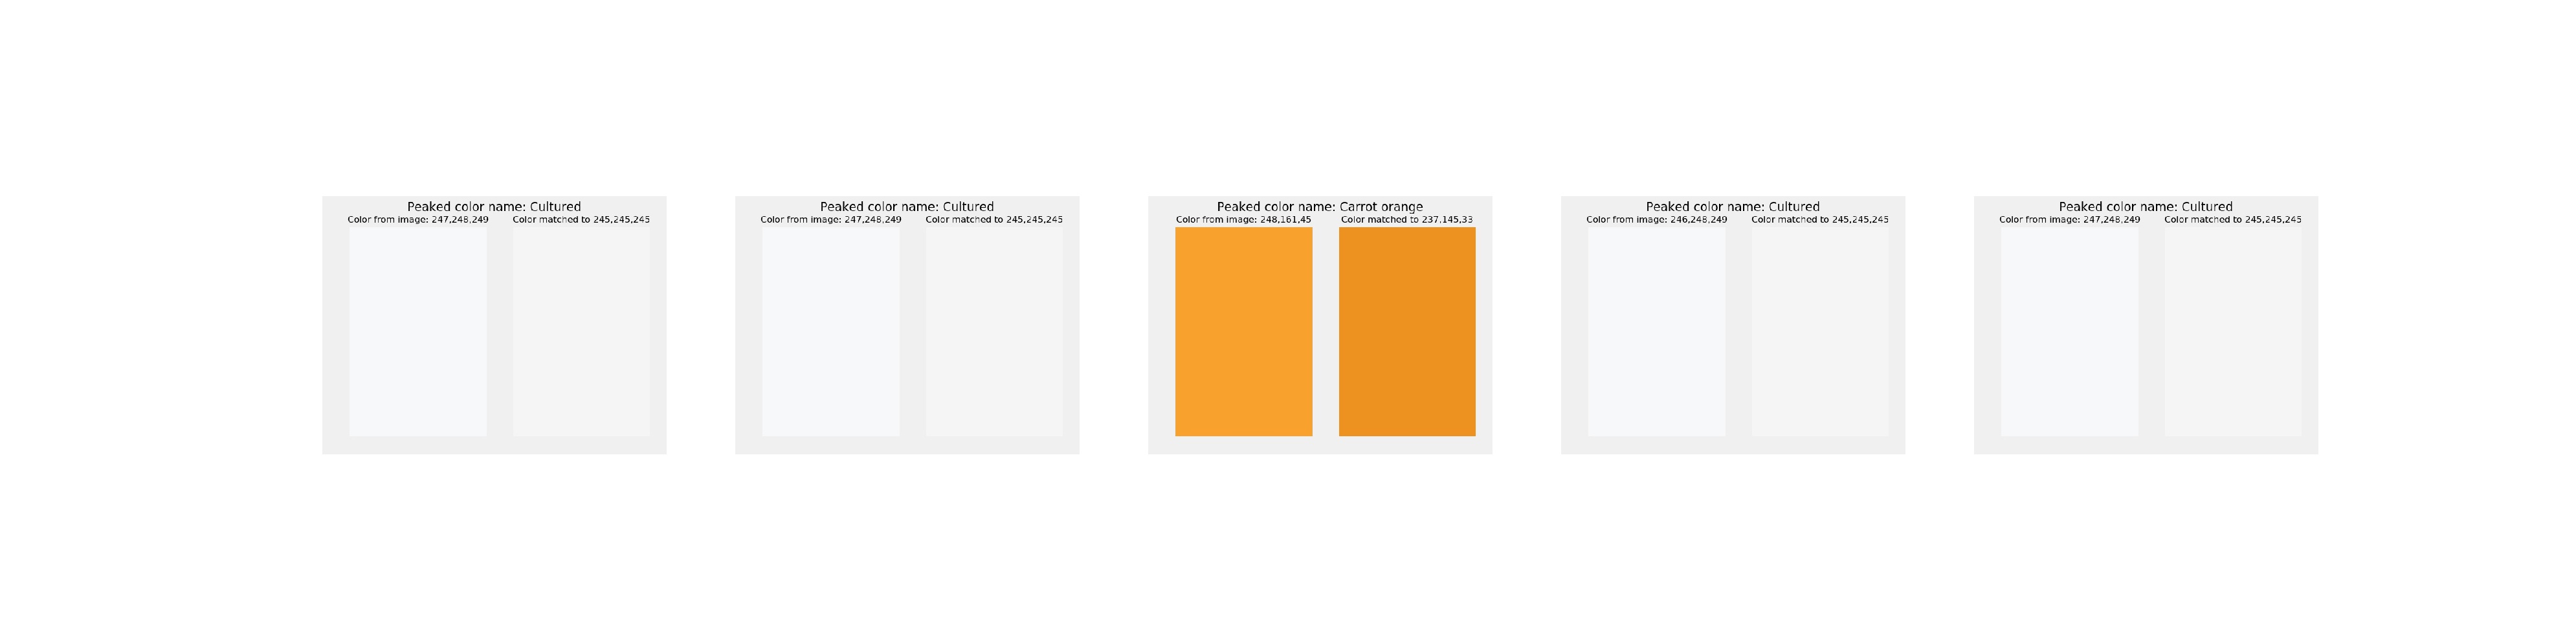 Peaked color name: Cultured
Color from image: 247,248,249 Color matched to 245,245,245
Peaked color name: Cultured
Color from image: 247,248,249 Color matched to 245,245,245
Peaked color name: Carrot orange
Color from image: 248,161,45 Color matched to 237,145,33
Peaked color name: Cultured
Color from image: 246,248,249 Color matched to 245,245,245
Peaked color name: Cultured
Color from image: 247,248,249 Color matched to 245,245,245